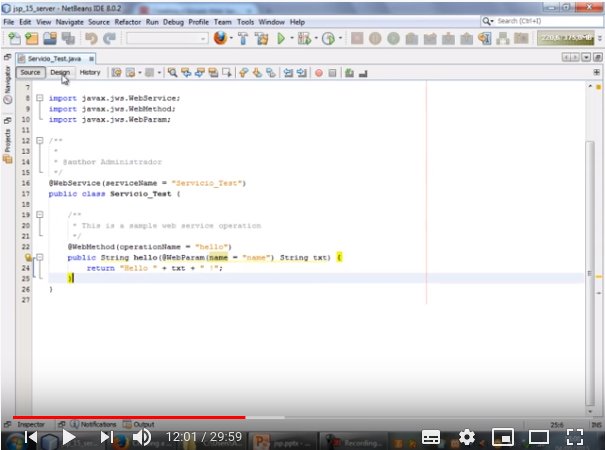 jsp_15_server - NetBeans IDE 8.0.2
File Edit View Navigate Source Refactor Run Debug Profile Team Tools Window Help
Search (Ctrl+I)
Servicio_Test.java
Source Design History
Navigator
Projects
7
8 import javax.jws.WebService;
9 import javax.jws.WebMethod;
10 import javax.jws.WebParam;
11
12 /**
13 *
14 * @author Administrador
15 */
16 @WebService(serviceName = "Servicio_Test")
17 public class Servicio_Test {
18
19 /**
20 * This is a sample web service operation
21 */
22 @WebMethod(operationName = "hello")
public String hello(@WebParam(name = "name") String txt) {
24 return "Hello " + txt + " !";
25 }
26 }
27
Inspector Notifications Output
25:6 INS
12:01 / 29:59
jsp.pptx -
Recording...